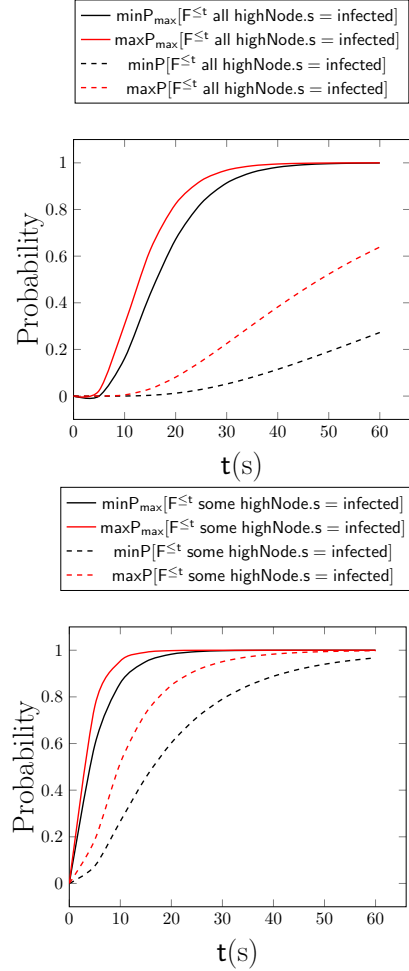 minPmax[F≤t all highNode.s = infected]
maxPmax[F≤t all highNode.s = infected]
minP[F≤t all highNode.s = infected]
maxP[F≤t all highNode.s = infected]
1
0.8
0.6
0.4
0.2
0
Probability
0 10 20 30 40 50 60
t(s)
minPmax[F≤t some highNode.s = infected]
maxPmax[F≤t some highNode.s = infected]
minP[F≤t some highNode.s = infected]
maxP[F≤t some highNode.s = infected]
1
0.8
0.6
0.4
0.2
0
Probability
0 10 20 30 40 50 60
t(s)